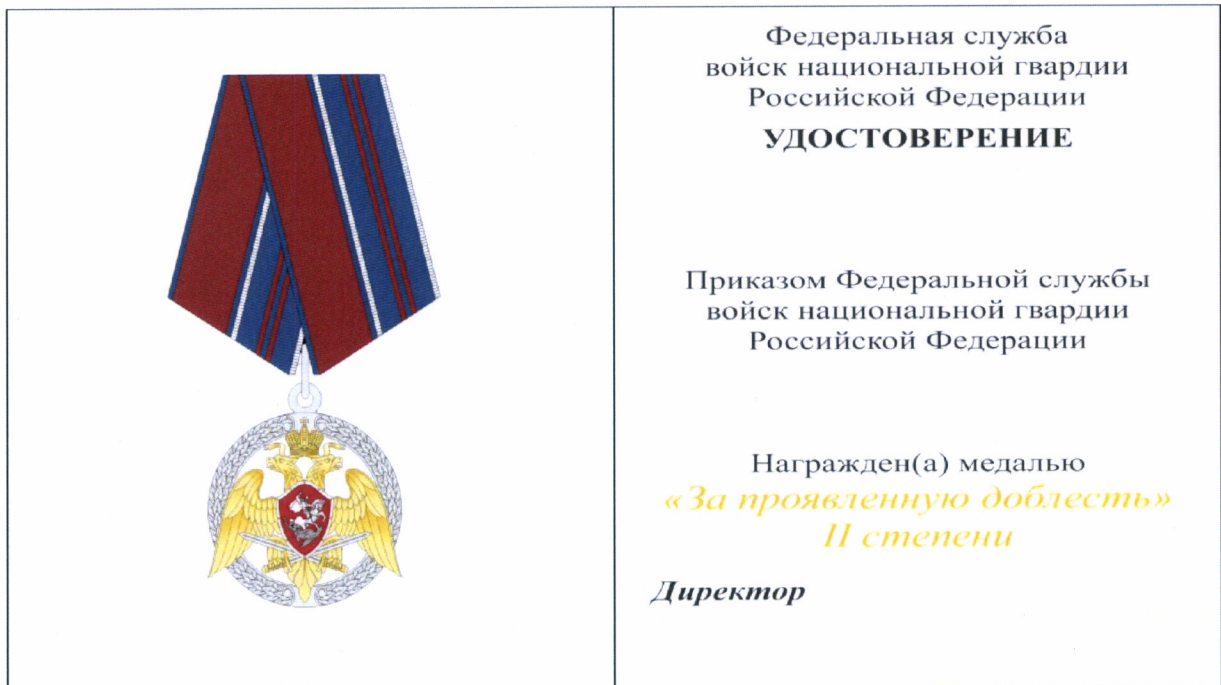 Федеральная служба
войск национальной гвардии
Российской Федерации
УДОСТОВЕРЕНИЕ
Приказом Федеральной службы
войск национальной гвардии
Российской Федерации
Награжден(а) медалью
«За проявленную доблесть»
II степени
Директор